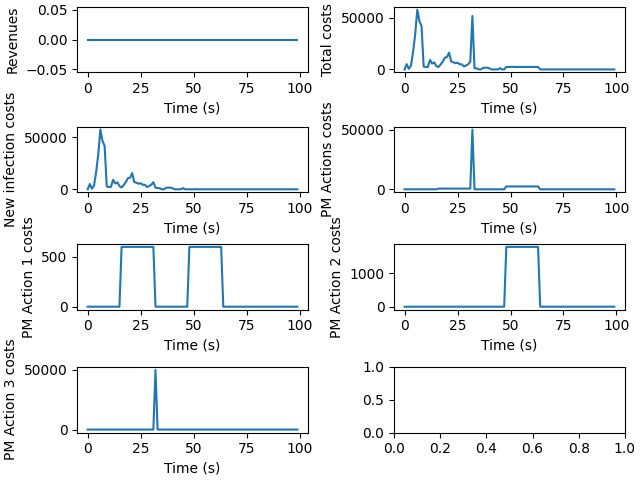 Revenues
0.05
0.00
−0.05
0 25 50 75 100
Time (s)
Total costs
50000
0
0 25 50 75 100
Time (s)
New infection costs
50000
0
0 25 50 75 100
Time (s)
PM Actions costs
50000
0
0 25 50 75 100
Time (s)
PM Action 1 costs
500
0
0 25 50 75 100
Time (s)
PM Action 2 costs
1000
0
0 25 50 75 100
Time (s)
PM Action 3 costs
50000
0
0 25 50 75 100
Time (s)
1.0
0.5
0.0
0.0 0.2 0.4 0.6 0.8 1.0